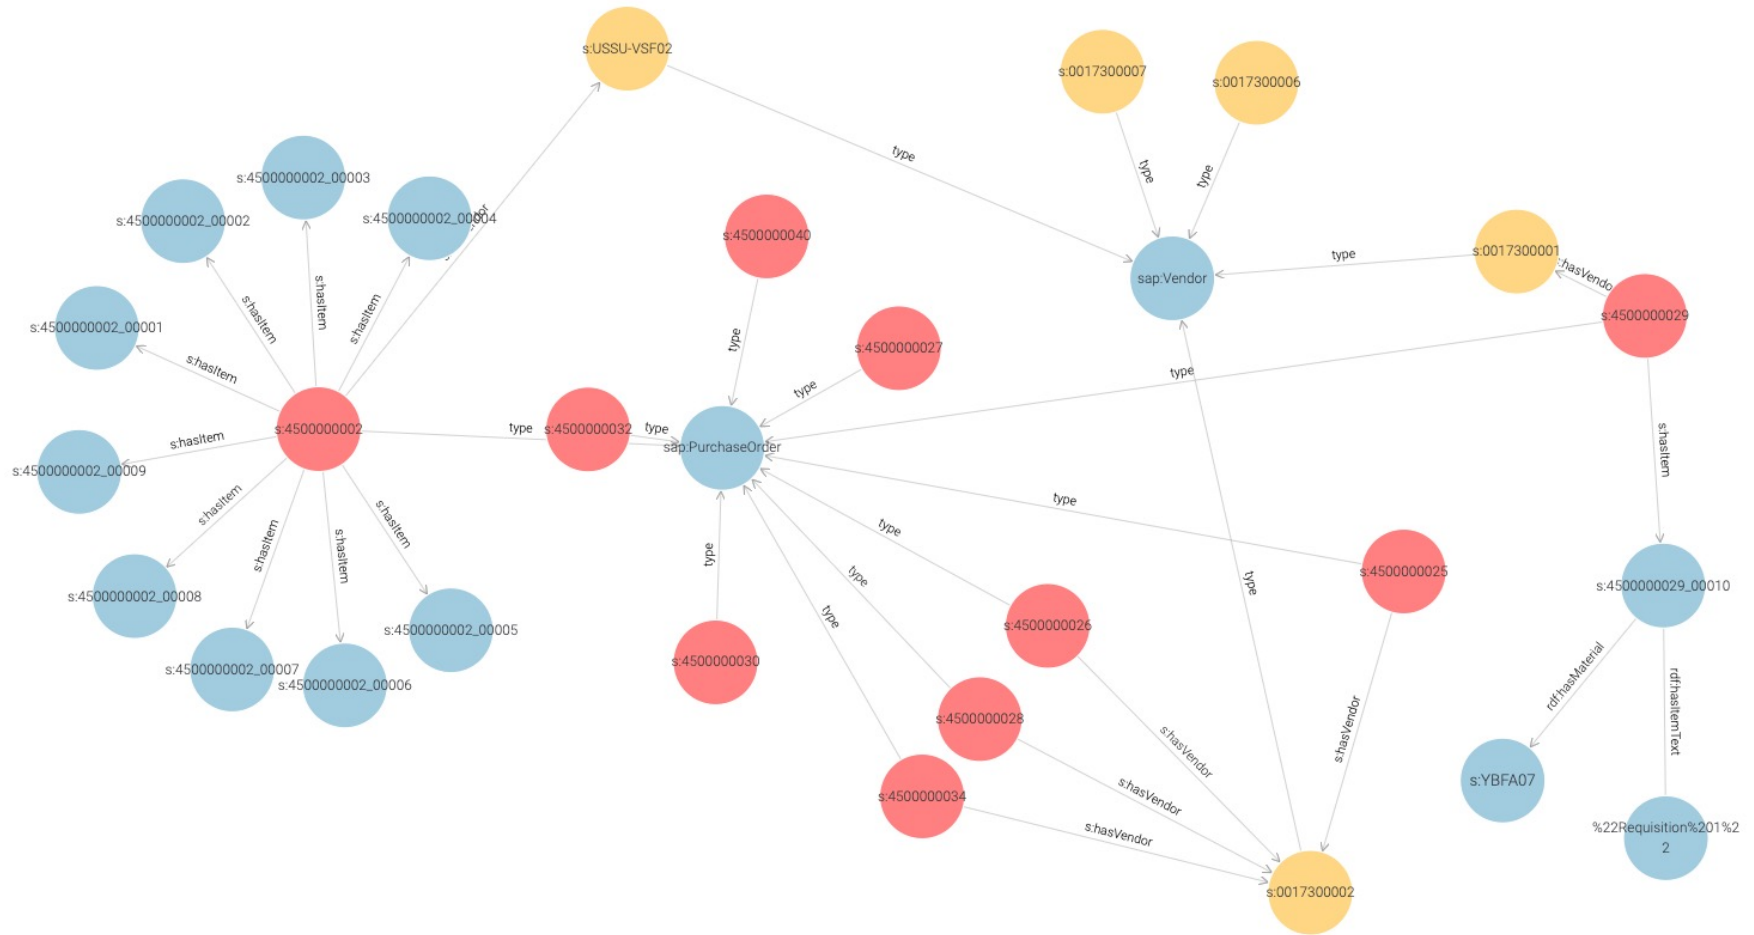 s:USSU-VSF02
s:0017300007
s:0017300006
type
type
type
s:4500000002_00003
s:4500000002_00002
s:4500000002_00004
s:4500000040
s:0017300001
type
s:hasVendo
sap:Vendor
s:4500000029
s:hasItem
s:hasItem
s:hasItem
s:4500000002_00001
type
s:4500000027
type
s:hasItem
type
s:4500000002
type
s:4500000032
type
sap:PurchaseOrder
s:hasItem
s:4500000002_00009
s:hasItem
type
s:hasItem
s:hasItem
s:hasItem
s:hasItem
type
type
s:4500000025
type
type
s:4500000029_00010
s:4500000002_00008
type
s:4500000002_00005
s:4500000026
s:4500000030
s:4500000002_00007
s:4500000002_00006
rdf:hasMaterial
rdf:hasItemText
s:4500000028
s:hasVendor
s:hasVendor
s:YBFA07
s:4500000034
s:hasVendor
s:hasVendor
%22Requisition%201%2
2
s:0017300002